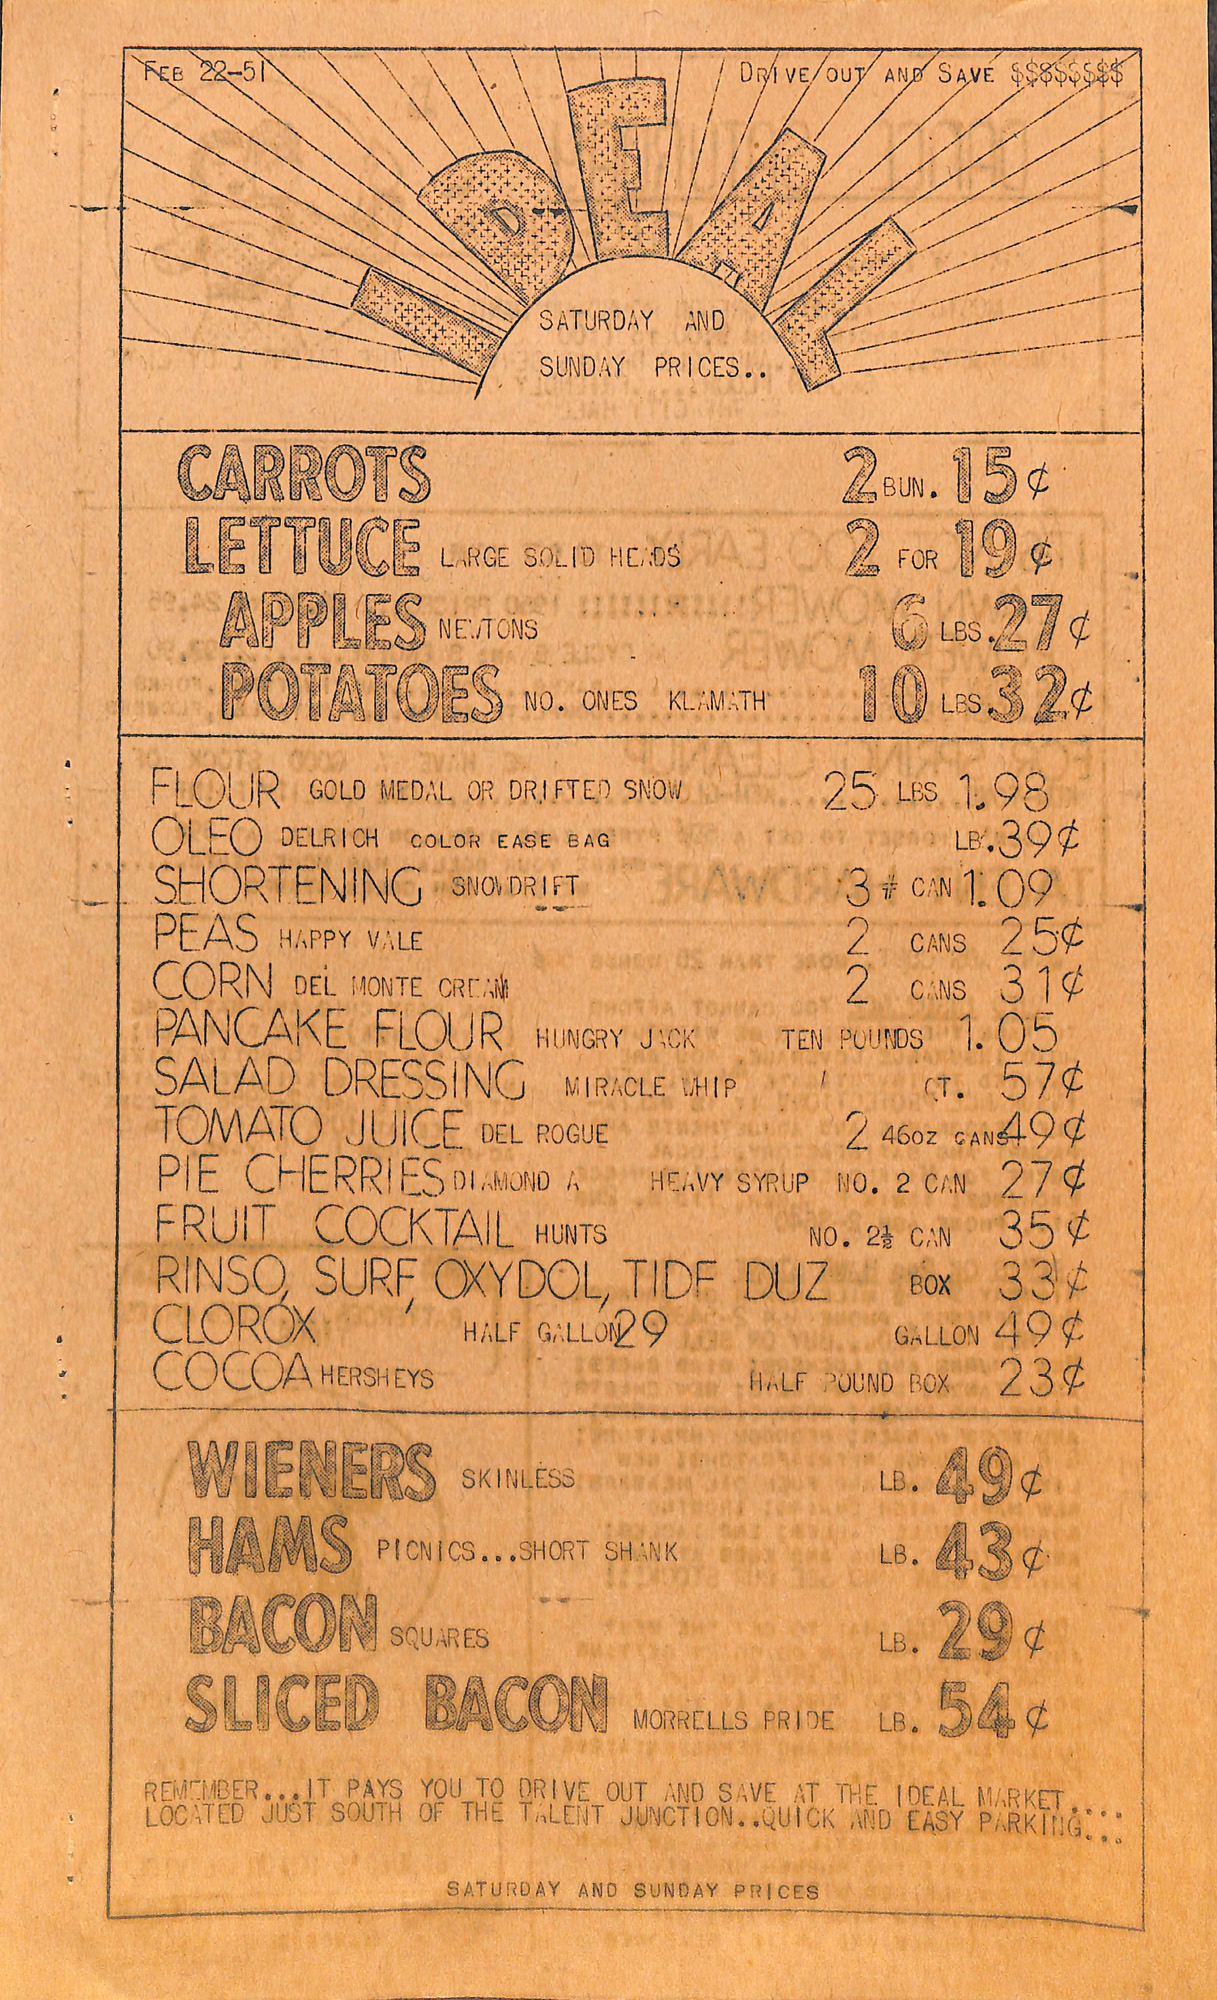 FEB 22-51 DRIVE OUT AND SAVE $$$$$$$$
IDEAL
SATURDAY AND
SUNDAY PRICES..
CARROTS 2 BUN. 15¢
LETTUCE LARGE SOLID HEADS 2 FOR 19¢
APPLES NEWTONS 6 LBS. 27¢
POTATOES NO. ONES KLAMATH 10 LBS. 32¢
FLOUR GOLD MEDAL OR DRIFTED SNOW 25 LBS 1.98
OLEO DELRICH COLOR EASE BAG LB. 39¢
SHORTENING SNOWDRIFT 3 # CAN 1.09
PEAS HAPPY VALE 2 CANS 25¢
CORN DEL MONTE CREAM 2 CANS 31¢
PANCAKE FLOUR HUNGRY JACK TEN POUNDS 1.05
SALAD DRESSING MIRACLE WHIP 57¢
TOMATO JUICE DEL ROGUE 2 46OZ CANS 49¢
PIE CHERRIES DIAMOND A HEAVY SYRUP NO. 2 CAN 27¢
FRUIT COCKTAIL HUNTS NO. 2½ CAN 35¢
RINSO, SURF, OXYDOL, TIDE DUZ BOX 33¢
CLOROX HALF GALLON 29 GALLON 49¢
COCOA HERSHEYS HALF POUND BOX 23¢
WIENERS SKINLESS LB. 49¢
HAMS PICNICS...SHORT SHANK LB. 43¢
BACON SQUARES LB. 29¢
SLICED BACON MORRELLS PRIDE LB. 54¢
REMEMBER...IT PAYS YOU TO DRIVE OUT AND SAVE AT THE IDEAL MARKET....
LOCATED JUST SOUTH OF THE TALENT JUNCTION..QUICK AND EASY PARKING...
SATURDAY AND SUNDAY PRICES